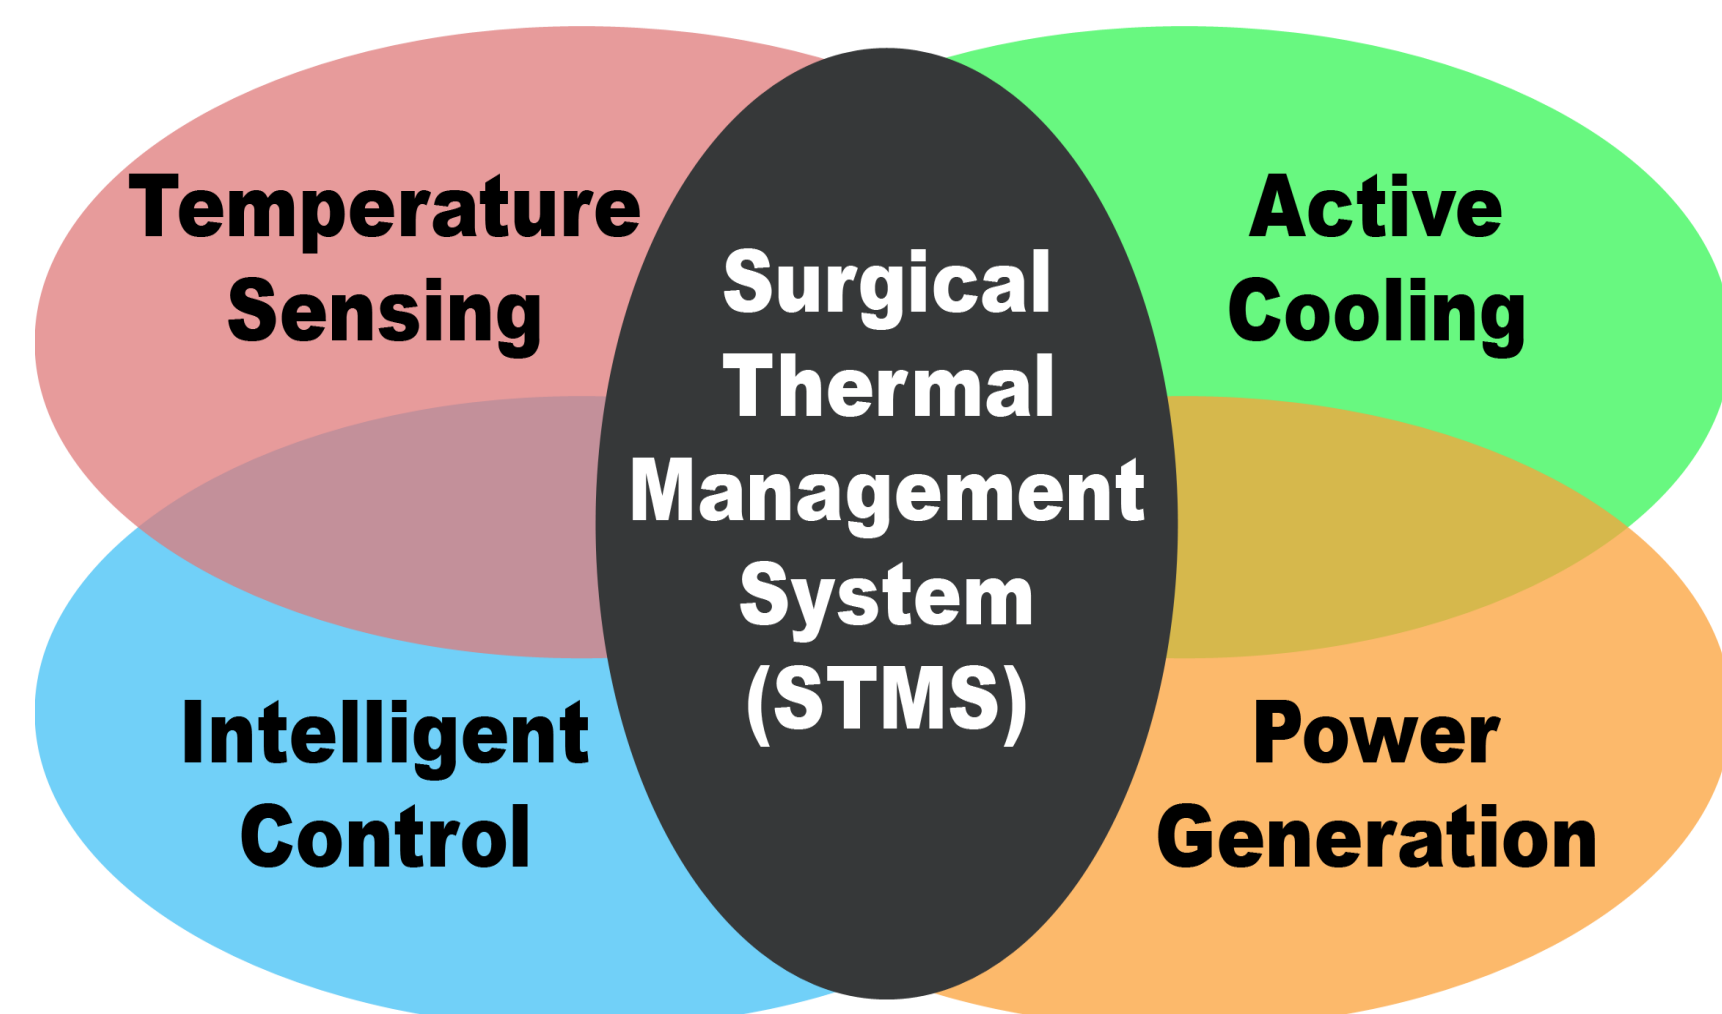 Temperature
Sensing
Active
Cooling
Surgical
Thermal
Management
System
(STMS)
Intelligent
Control
Power
Generation